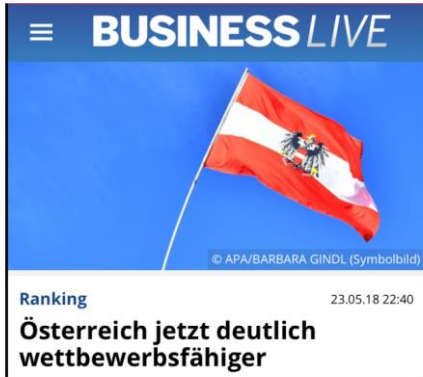 BUSINESS LIVE
© APA/BARBARA GINDL (Symbolbild)
Ranking 23.05.18 22:40
Österreich jetzt deutlich
wettbewerbsfähiger